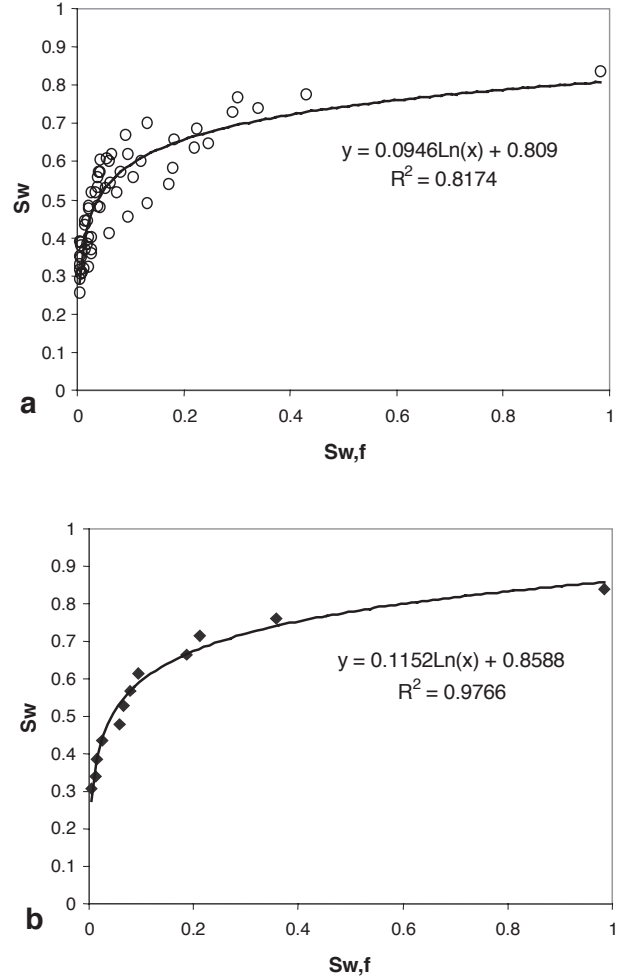 1
0.9
0.8
0.7
0.6
0.5
0.4
0.3
0.2
0.1
0
Sw
y = 0.0946Ln(x) + 0.809
R² = 0.8174
0 0.2 0.4 0.6 0.8 1
a
Sw,f
1
0.9
0.8
0.7
0.6
0.5
0.4
0.3
0.2
0.1
0
Sw
y = 0.1152Ln(x) + 0.8588
R² = 0.9766
0 0.2 0.4 0.6 0.8 1
b
Sw,f